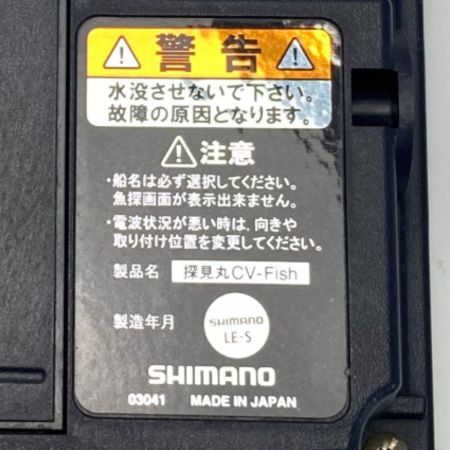 警告
水没させないで下さい。
故障の原因となります。
注意
・船名は必ず選択してください。
魚探画面が表示出来ません。
・電波状況が悪い時は、向きや
取り付け位置を変更してください。
製品名 探見丸CV-Fish
製造年月 SHIMANO
LE-S
SHIMANO
03041 MADE IN JAPAN